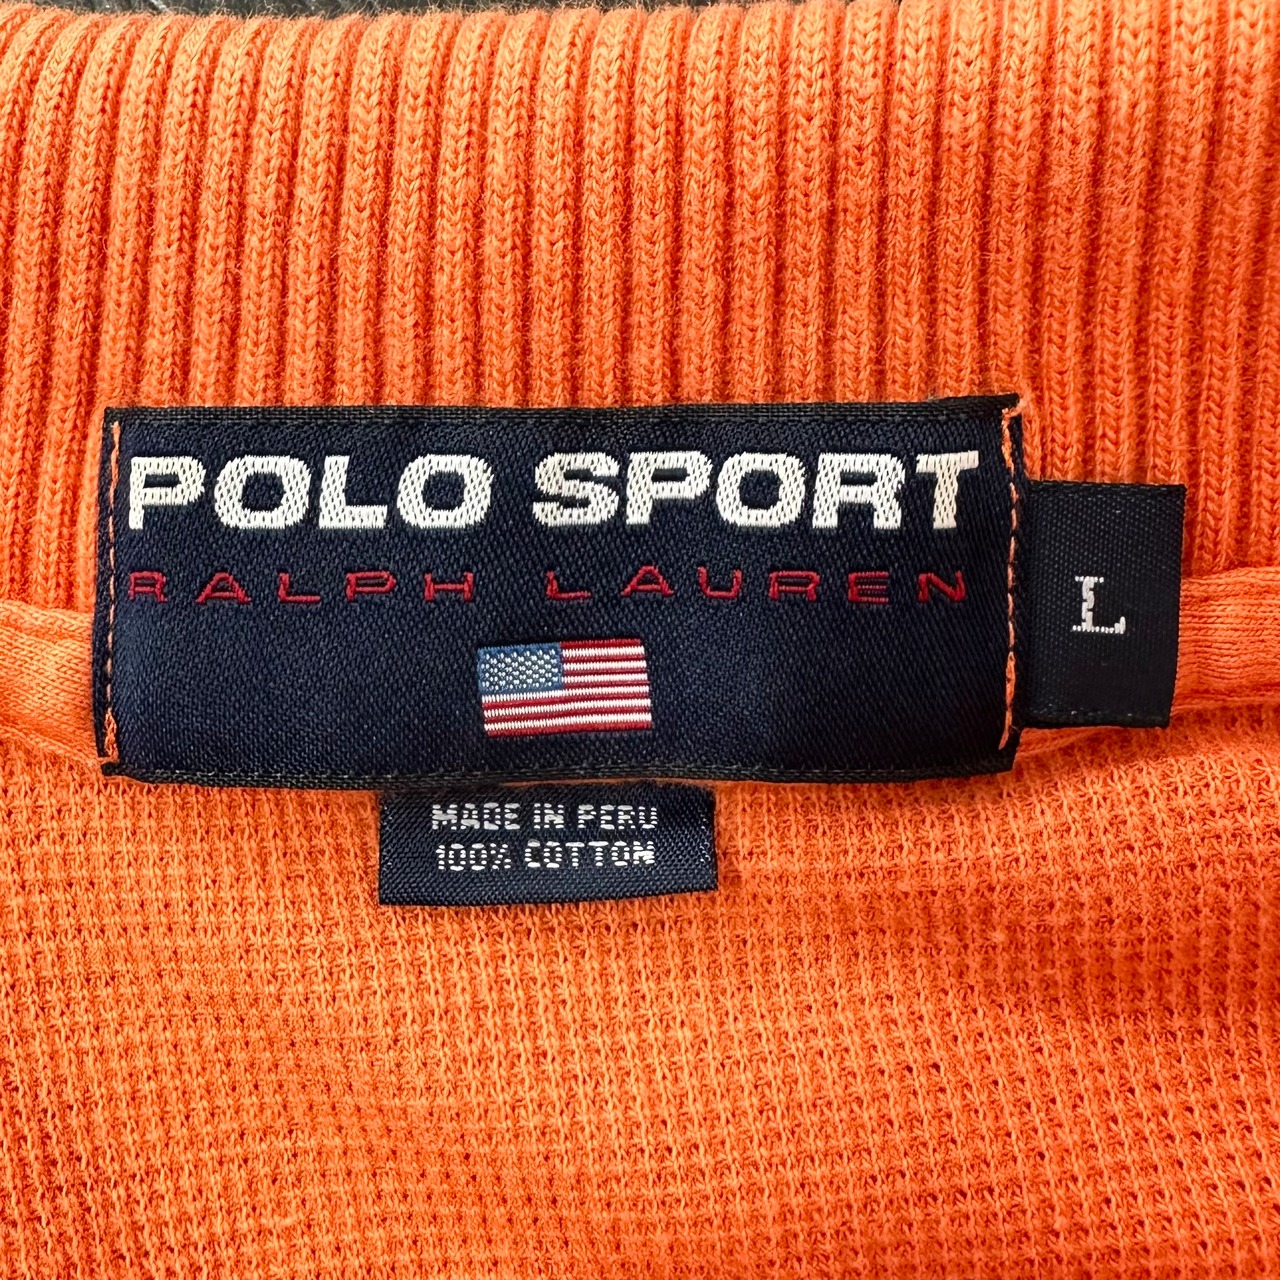 POLO SPORT
RALPH LAUREN
L
MADE IN PERU
100% COTTON